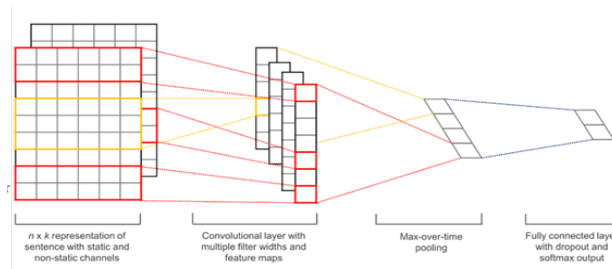 n x k representation of
sentence with static and
non-static channels
Convolutional layer with
multiple filter widths and
feature maps
Max-over-time
pooling
Fully connected layer
with dropout and
softmax output